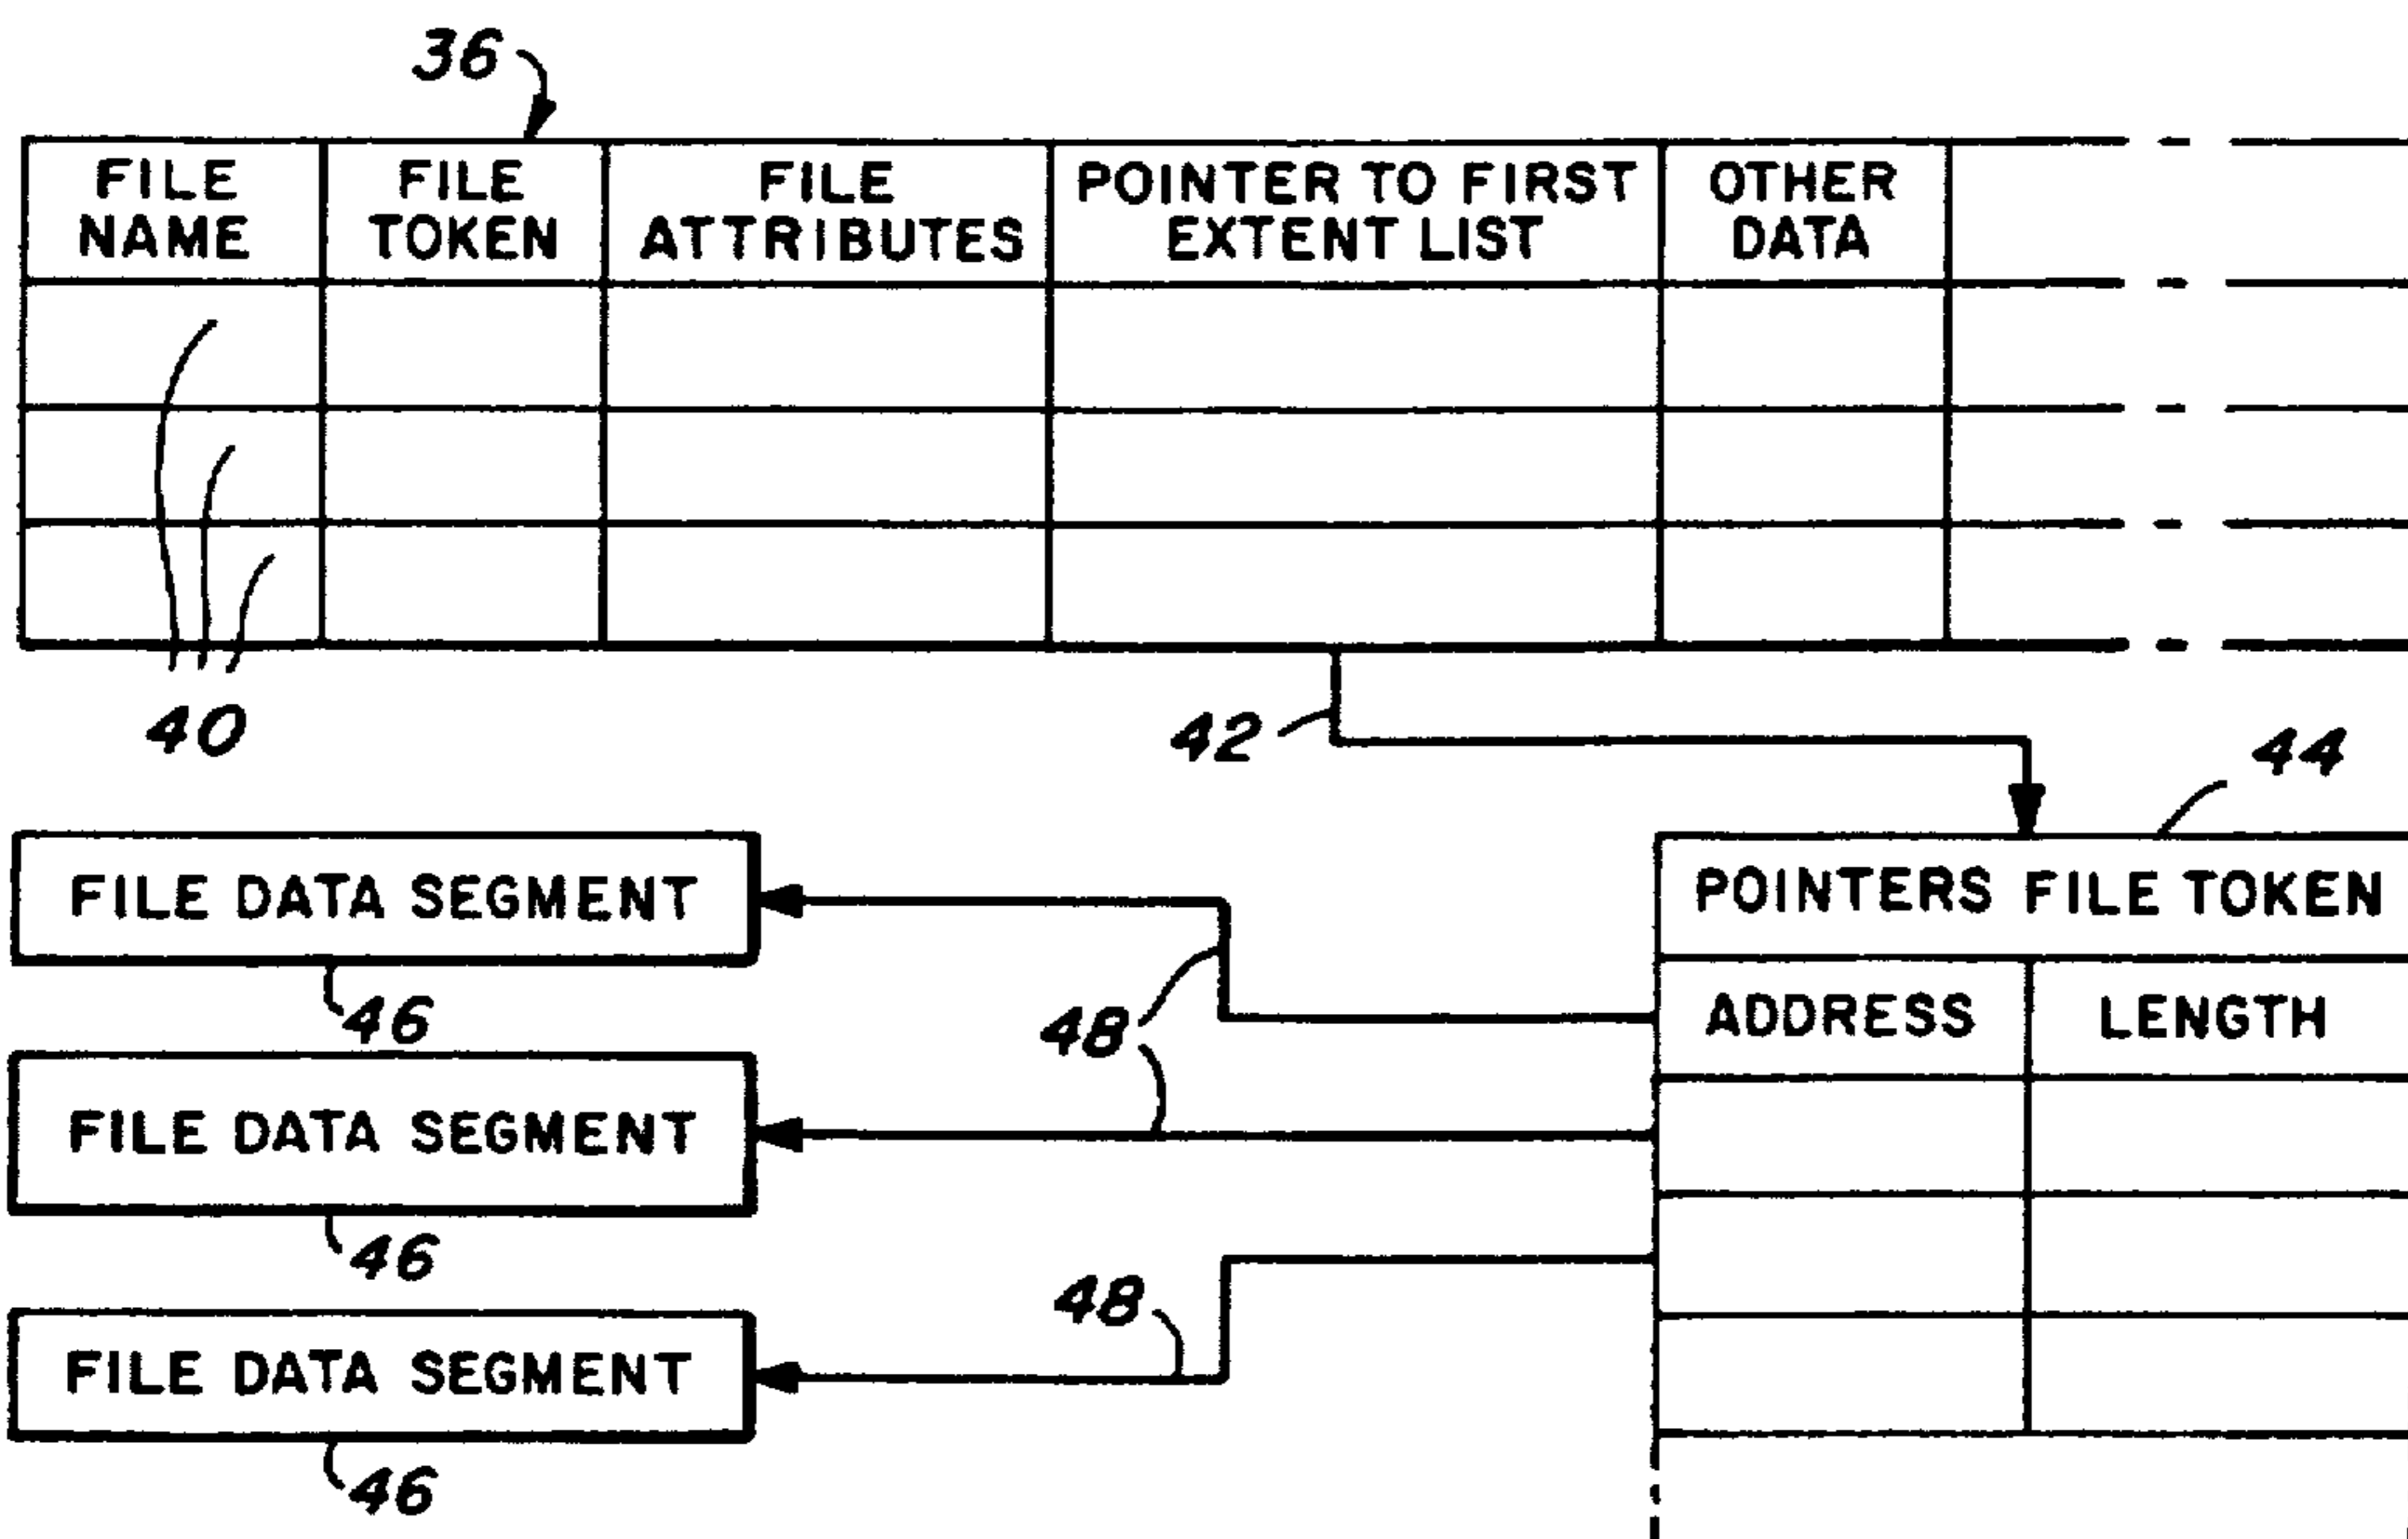 36
FILE NAME
FILE TOKEN
FILE ATTRIBUTES
POINTER TO FIRST EXTENT LIST
OTHER DATA
40
42
44
FILE DATA SEGMENT
46
FILE DATA SEGMENT
46
FILE DATA SEGMENT
46
48
48
POINTERS FILE TOKEN
ADDRESS
LENGTH